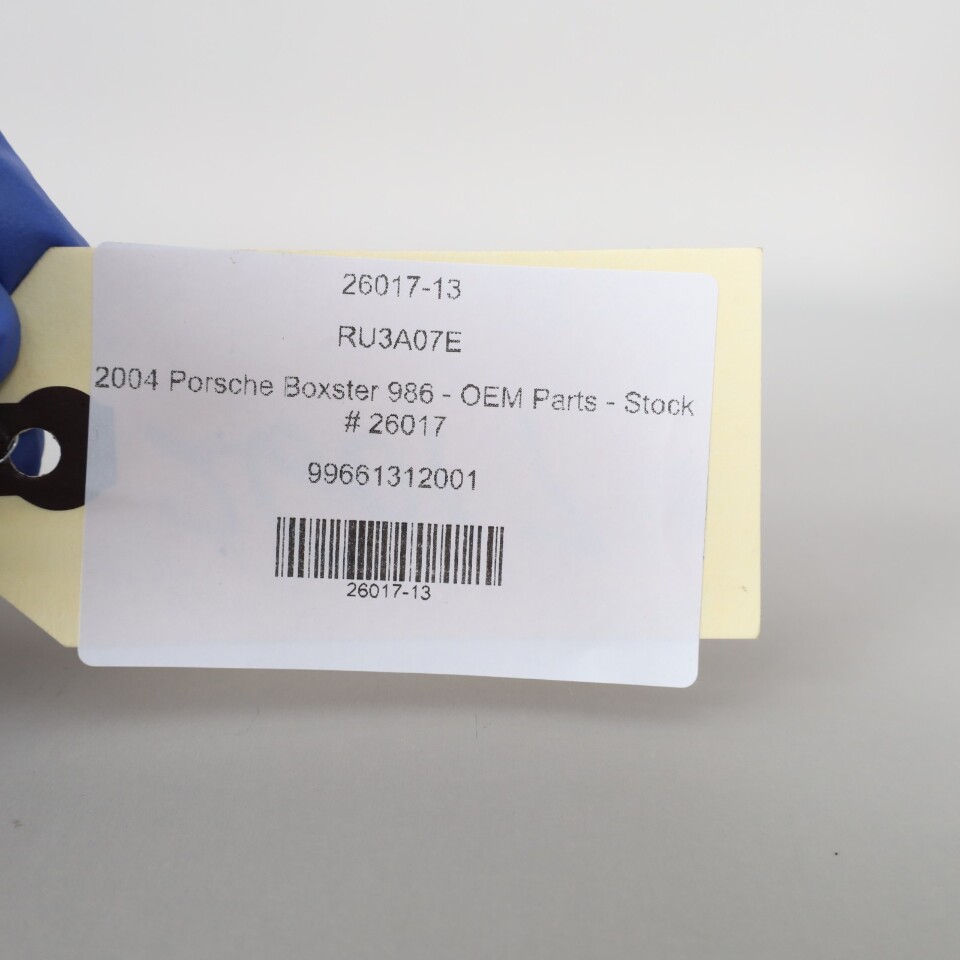 26017-13
RU3A07E
2004 Porsche Boxster 986 - OEM Parts - Stock
# 26017
99661312001
26017-13